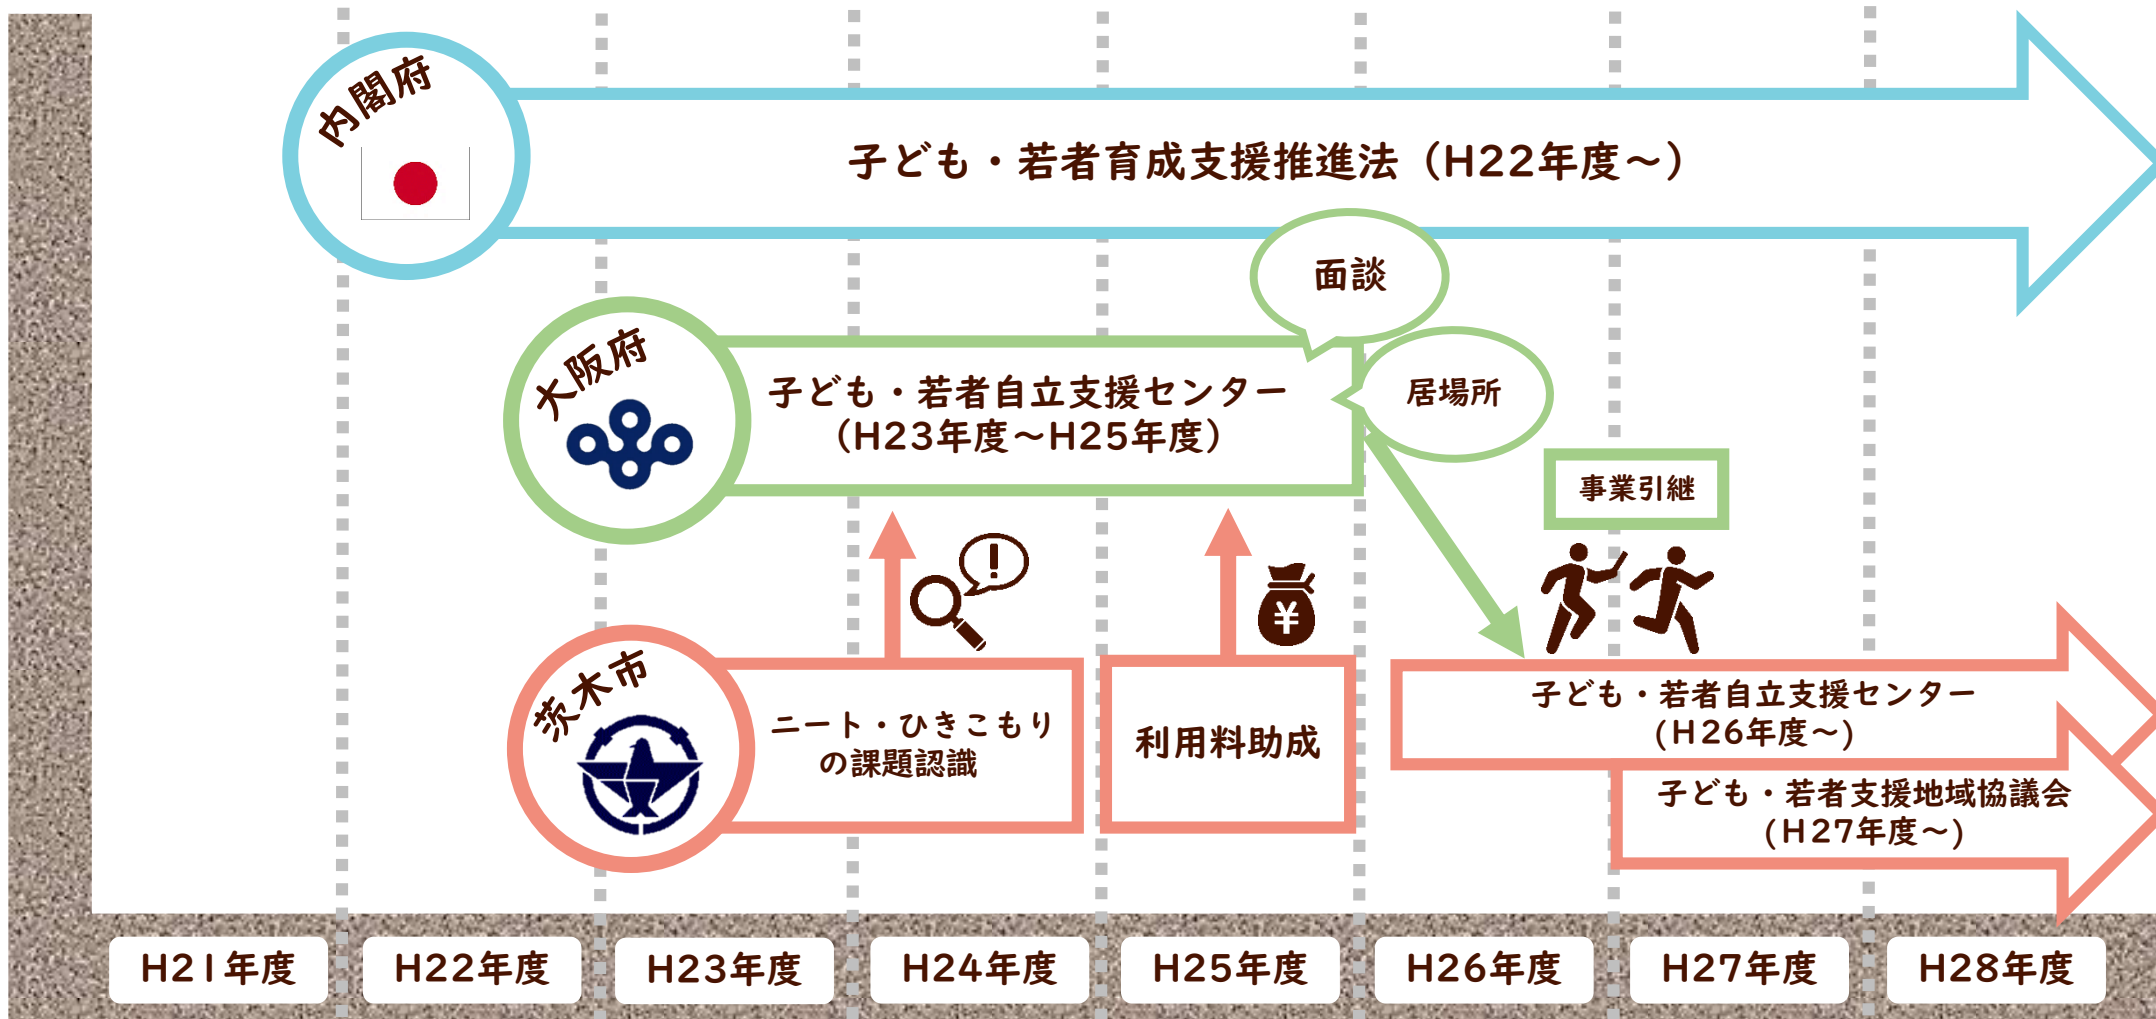 内閣府
子ども・若者育成支援推進法（H22年度～）
面談
大阪府
子ども・若者自立支援センター
（H23年度～H25年度）
居場所
事業引継
!
¥
茨木市
ニート・ひきこもり
の課題認識
利用料助成
子ども・若者自立支援センター
(H26年度～)
子ども・若者支援地域協議会
(H27年度～)
H21年度
H22年度
H23年度
H24年度
H25年度
H26年度
H27年度
H28年度